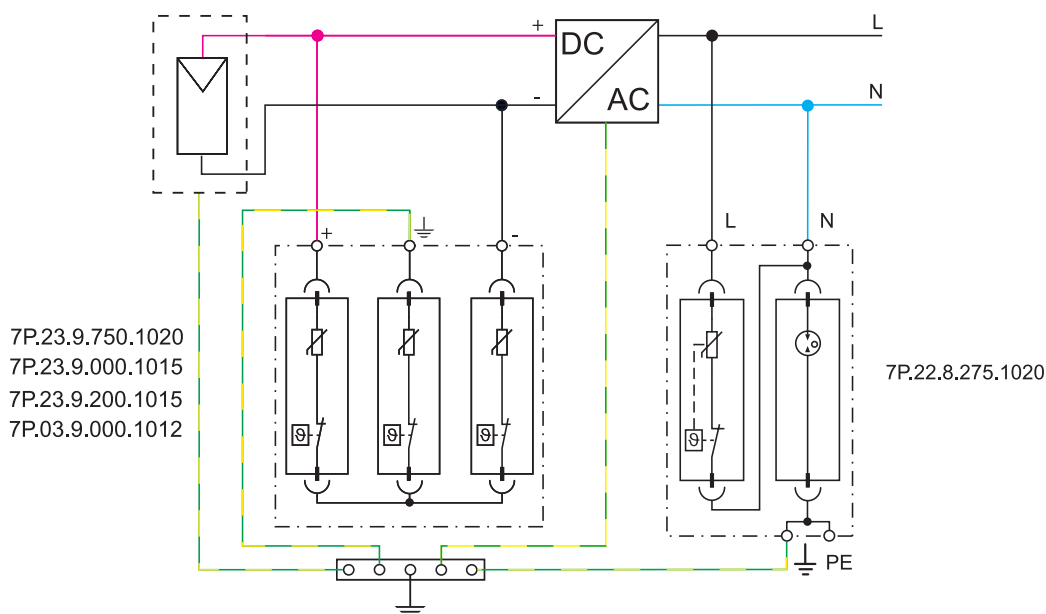 +
DC
L
-
AC
N
+
-
L
N
7P.23.9.750.1020
7P.23.9.000.1015
7P.23.9.200.1015
7P.03.9.000.1012
7P.22.8.275.1020
ϑ
ϑ
ϑ
ϑ
PE